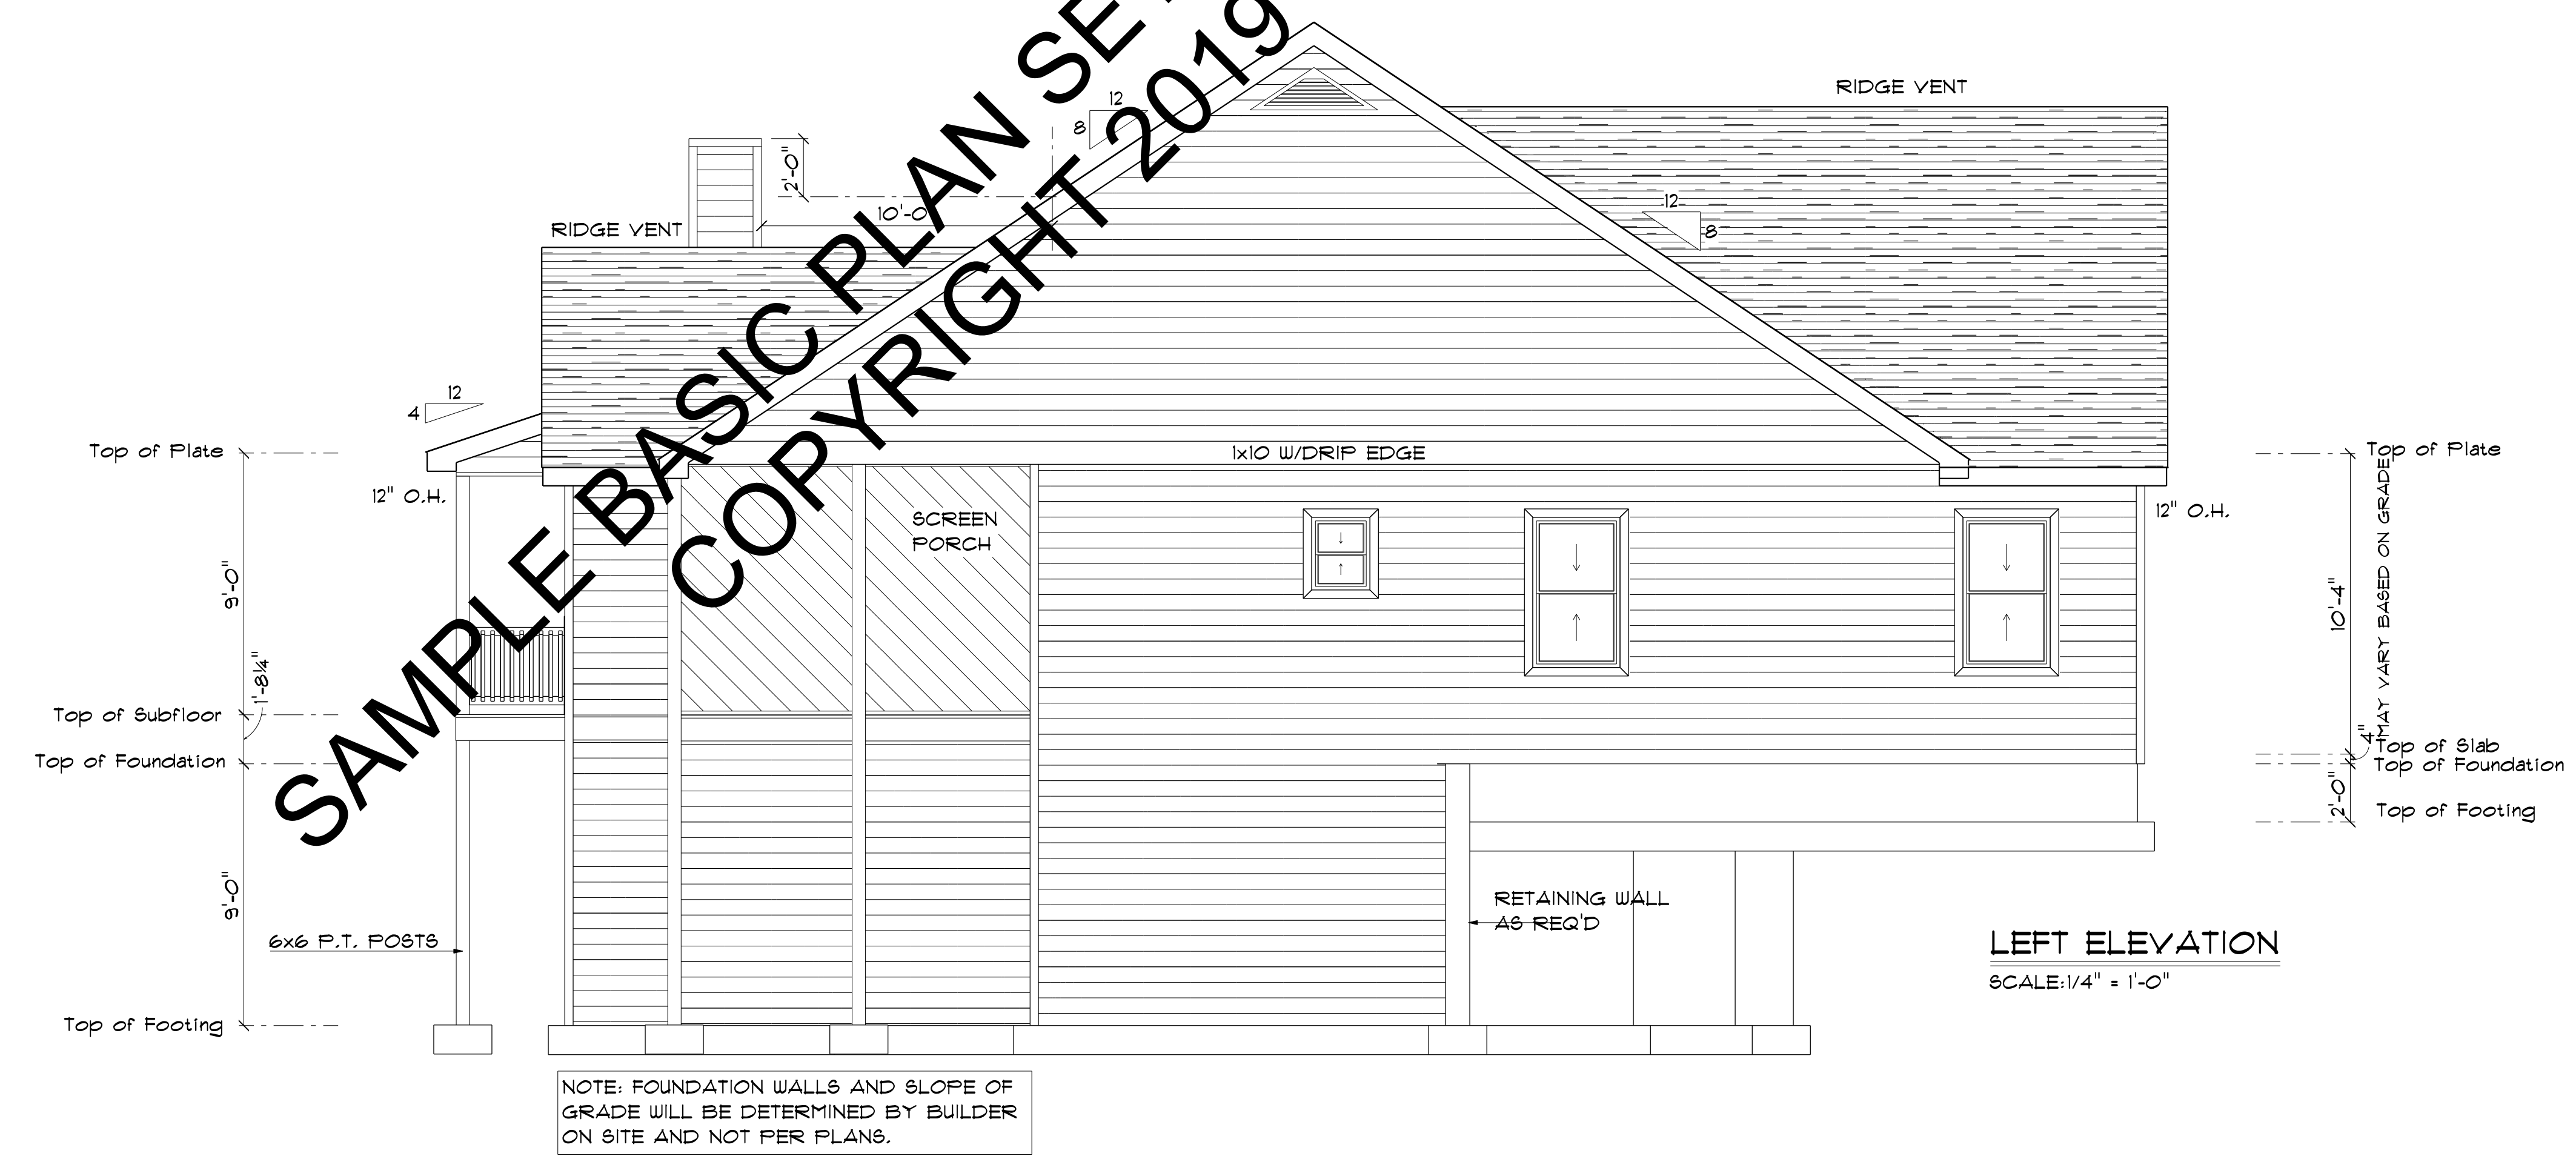 SAMPLE BASIC PLAN SET
COPYRIGHT 2019
RIDGE VENT
12
8
2'-0"
10'-0
RIDGE VENT
12
8
12
4
Top of Plate
1x10 W/DRIP EDGE
Top of Plate
12" O.H.
SCREEN
PORCH
12" O.H.
9'-0"
10'-4"
MAY VARY BASED ON GRADE
1'-8¼"
Top of Subfloor
4"
Top of Slab
Top of Foundation
Top of Foundation
2'-0"
Top of Footing
9'-0"
RETAINING WALL
AS REQ'D
6x6 P.T. POSTS
LEFT ELEVATION
SCALE:1/4" = 1'-0"
Top of Footing
NOTE: FOUNDATION WALLS AND SLOPE OF
GRADE WILL BE DETERMINED BY BUILDER
ON SITE AND NOT PER PLANS.